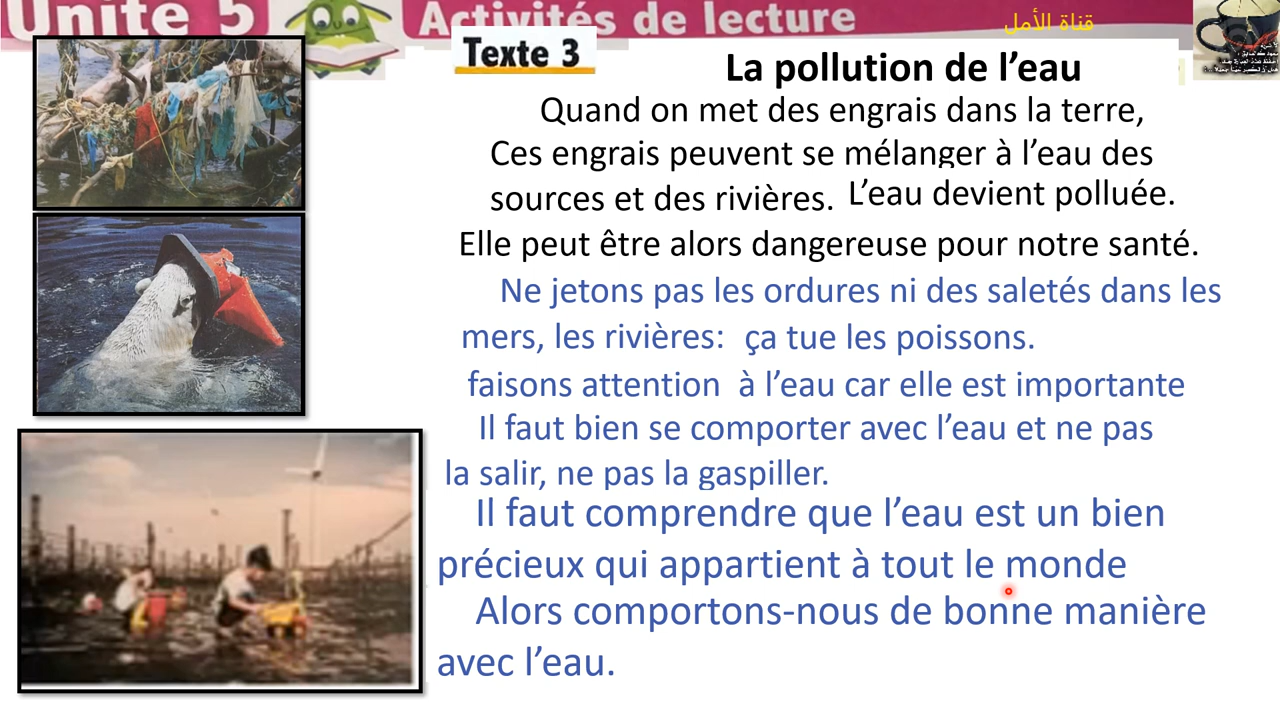 Unité 5
Activités de lecture
قناة الأمل
Texte 3
La pollution de l'eau
Quand on met des engrais dans la terre,
Ces engrais peuvent se mélanger à l'eau des
sources et des rivières. L'eau devient polluée.
Elle peut être alors dangereuse pour notre santé.
Ne jetons pas les ordures ni des saletés dans les
mers, les rivières: ça tue les poissons.
faisons attention à l'eau car elle est importante
Il faut bien se comporter avec l'eau et ne pas
la salir, ne pas la gaspiller.
Il faut comprendre que l'eau est un bien
précieux qui appartient à tout le monde
Alors comportons-nous de bonne manière
avec l'eau.